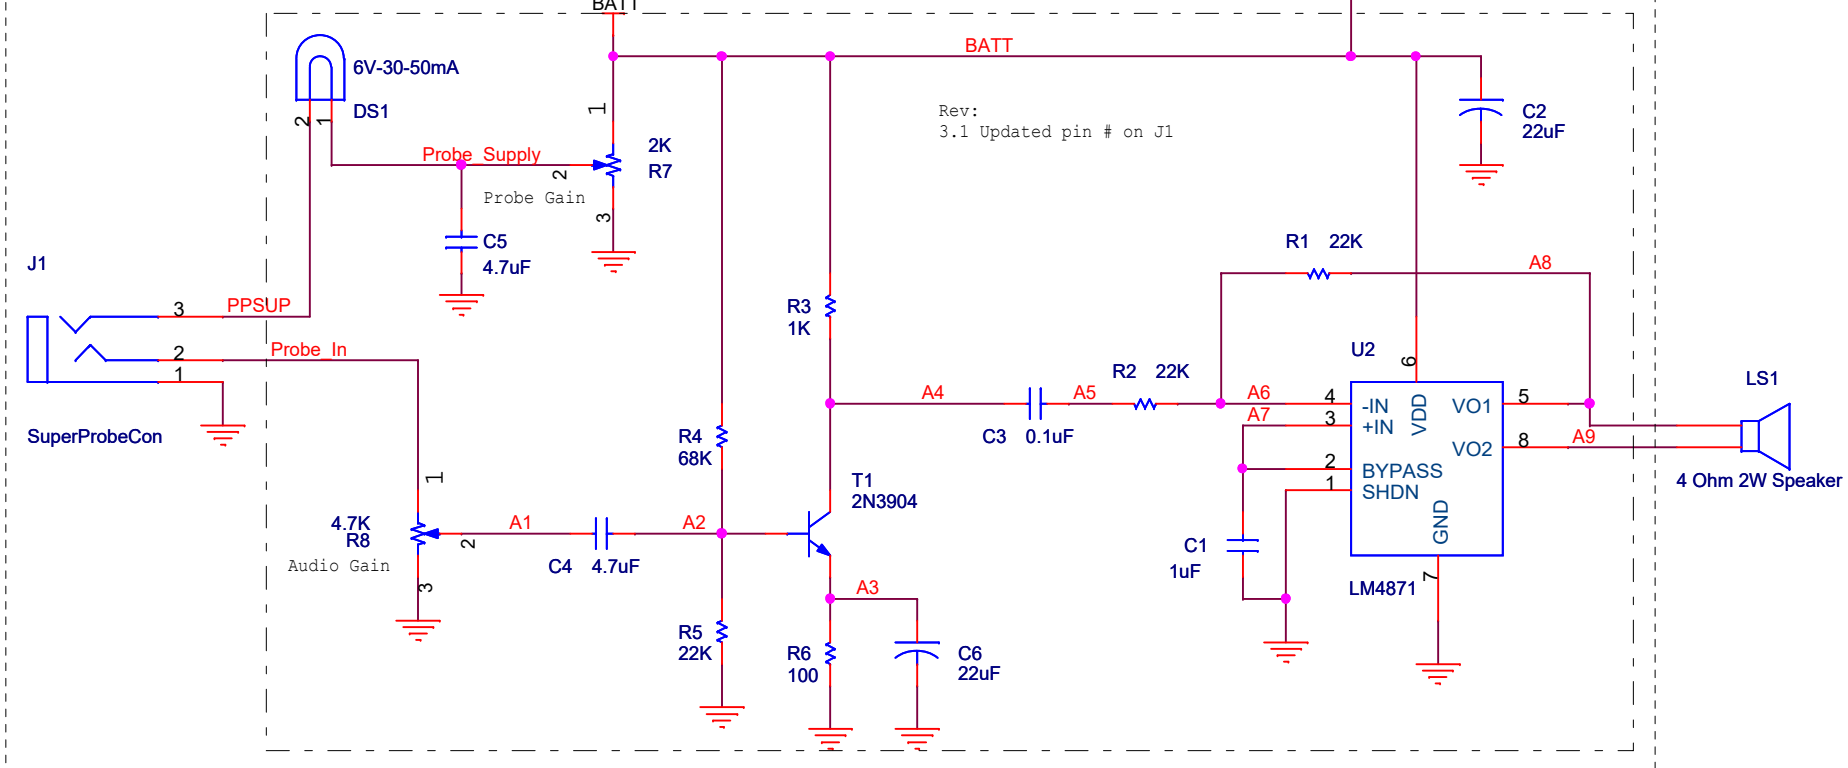 BATT
BATT
6V-30-50mA
DS1
2
1
1
Rev:
3.1 Updated pin # on J1
C2
22uF
Probe_Supply
2
2K
R7
Probe Gain
3
C5
4.7uF
R1 22K
A8
J1
3
PPSUP
2
Probe_In
1
SuperProbeCon
R3
1K
U2
6
R2 22K
A4
A5
A6
A7
C3 0.1uF
4
3
2
1
-IN
+IN
BYPASS
SHDN
VDD
VO1
VO2
GND
5
8
A9
LS1
4 Ohm 2W Speaker
R4
68K
T1
2N3904
1
4.7K
R8
2
Audio Gain
3
A1
A2
C4 4.7uF
C1
1uF
7
LM4871
A3
R5
22K
R6
100
C6
22uF